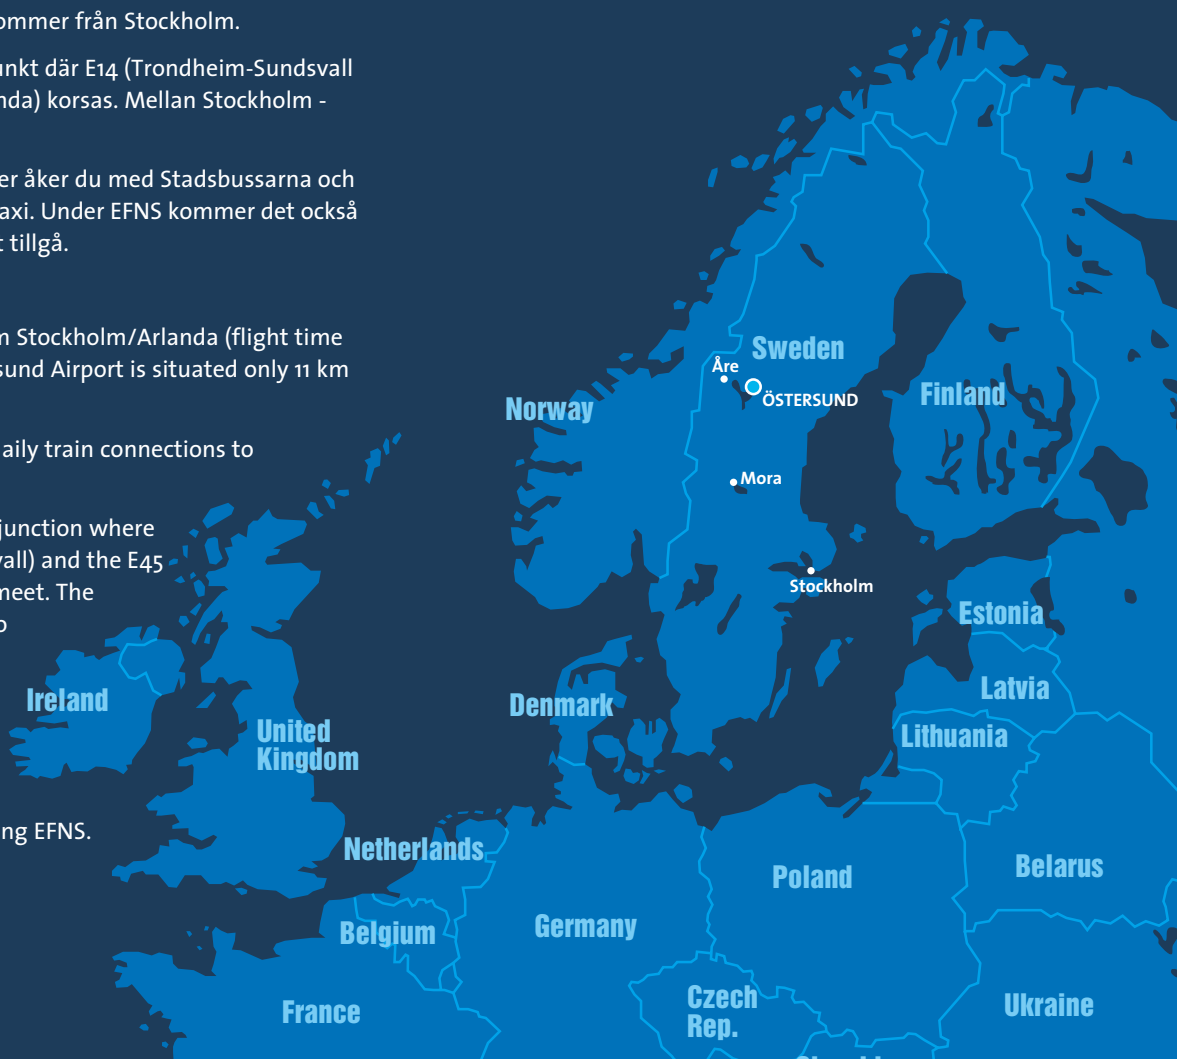 ommer från Stockholm.
unkt där E14 (Trondheim-Sundsvall
nda) korsas. Mellan Stockholm -
er åker du med Stadsbussarna och
axi. Under EFNS kommer det också
t tillgå.
m Stockholm/Arlanda (flight time
sund Airport is situated only 11 km
aily train connections to
junction where
vall) and the E45
meet. The
o
ng EFNS.
Sweden
Åre
ÖSTERSUND
Finland
Norway
Mora
Stockholm
Estonia
Ireland
Latvia
Denmark
United
Kingdom
Lithuania
Netherlands
Belarus
Poland
Belgium
Germany
Czech
Rep.
France
Ukraine